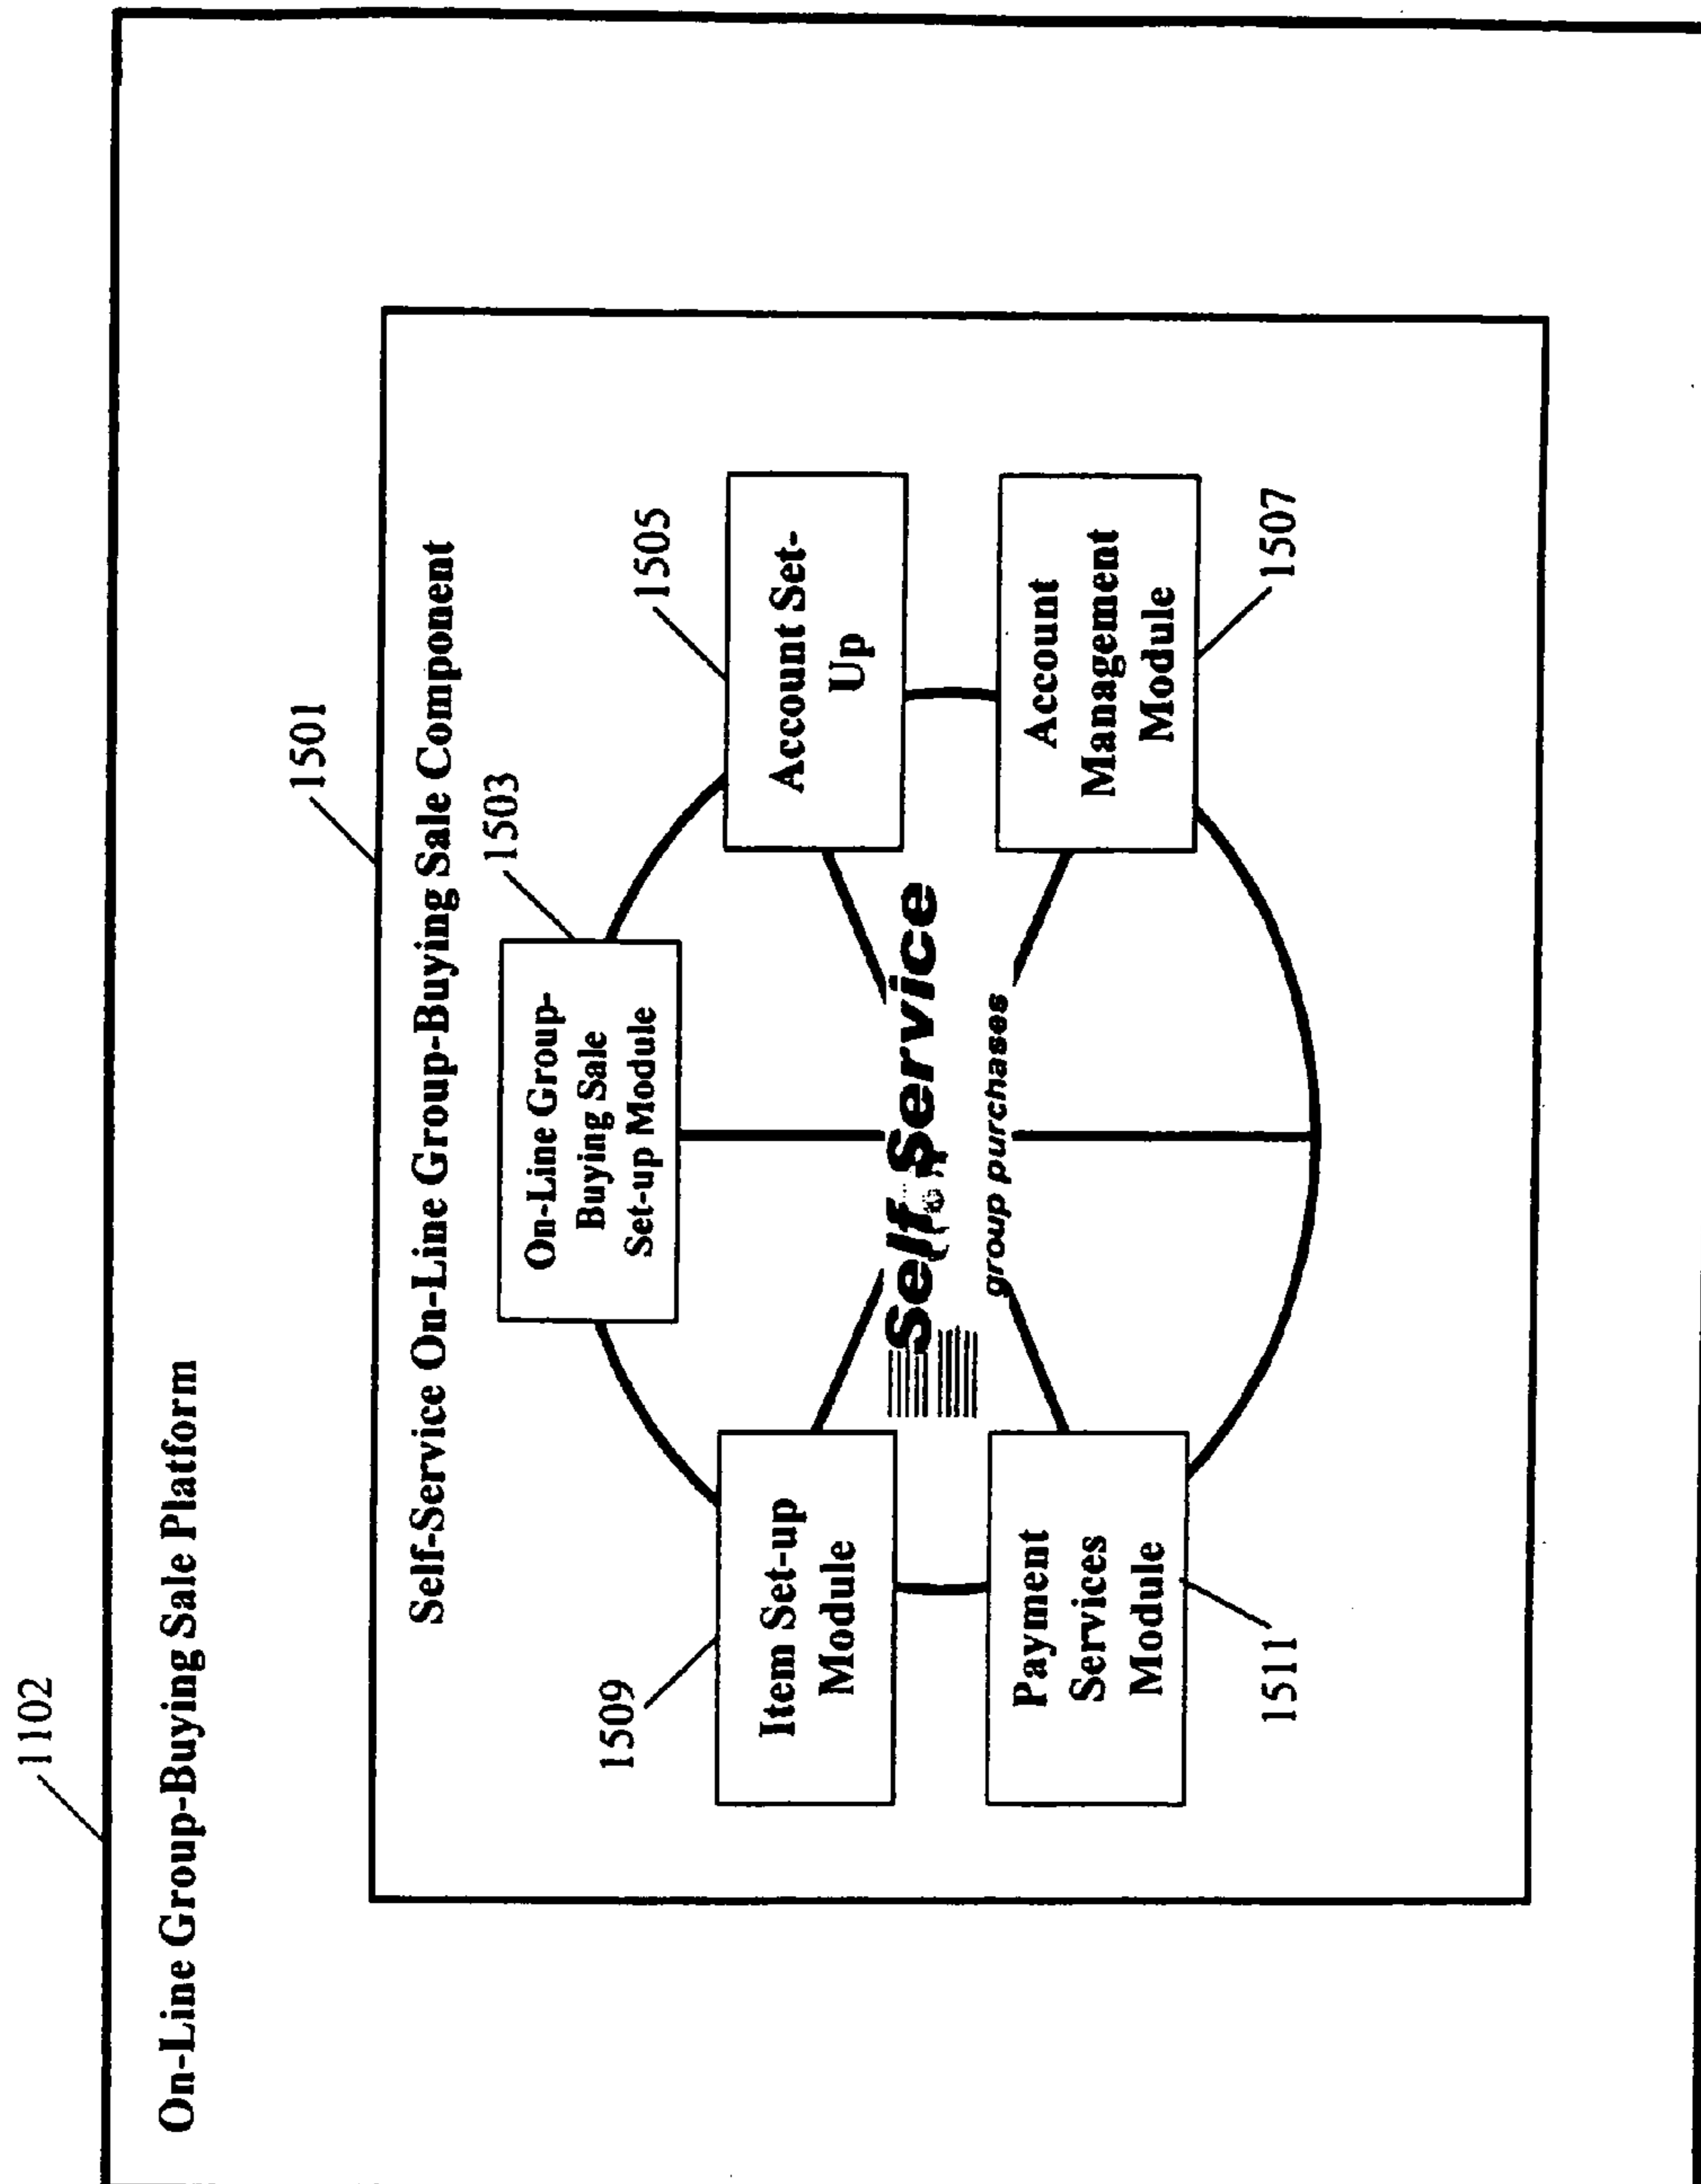 1102
On-Line Group-Buying Sale Platform
1501
Self-Service On-Line Group-Buying Sale Component
1503
On-Line Group-
Buying Sale
Set-up Module
1509
Item Set-up
Module
1505
Account Set-
Up
Self Service
group purchases
Payment
Services
Module
1511
Account
Management
Module
1507